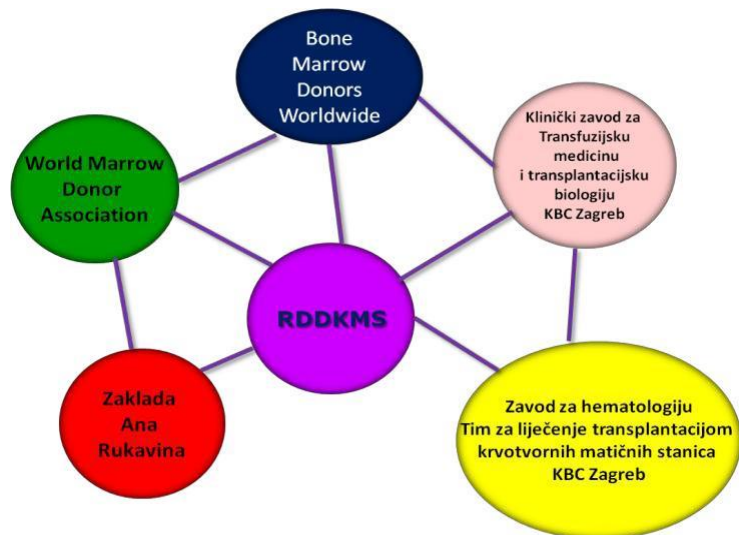 Bone
Marrow
Donors
Worldwide
World Marrow
Donor
Association
Klinički zavod za
Transfuzijsku
medicinu
i transplantacijsku
biologiju
KBC Zagreb
RDDKMS
Zaklada
Ana
Rukavina
Zavod za hematologiju
Tim za liječenje transplantacijom
krvotvornih matičnih stanica
KBC Zagreb